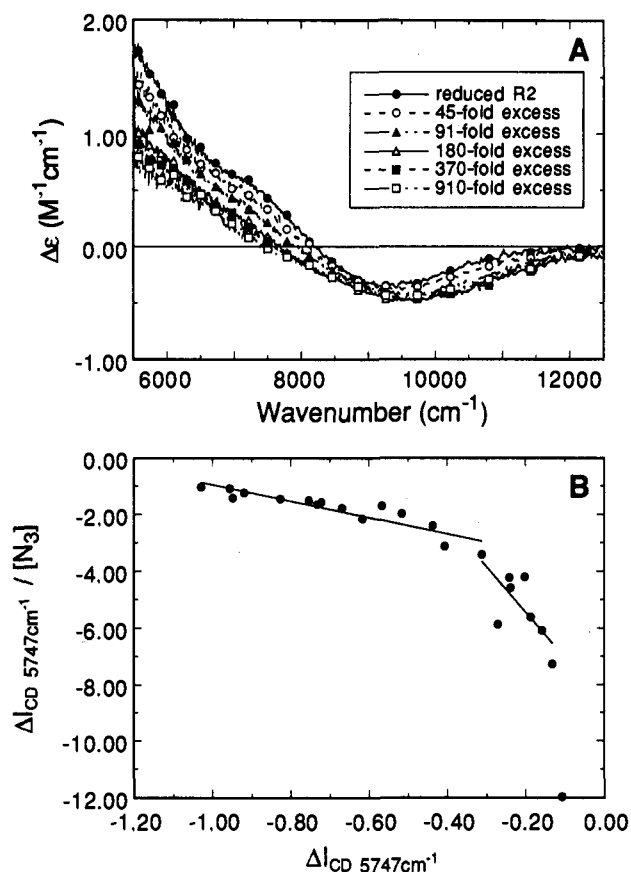 A
2.00
1.00
0.00
-1.00
Δε (M⁻¹cm⁻¹)
reduced R2
45-fold excess
91-fold excess
180-fold excess
370-fold excess
910-fold excess
6000 8000 10000 12000
Wavenumber (cm⁻¹)
B
0.00
-2.00
-4.00
-6.00
-8.00
-10.00
-12.00
ΔI_CD 5747cm⁻¹ / [N₃]
-1.20 -1.00 -0.80 -0.60 -0.40 -0.20 0.00
ΔI_CD 5747cm⁻¹